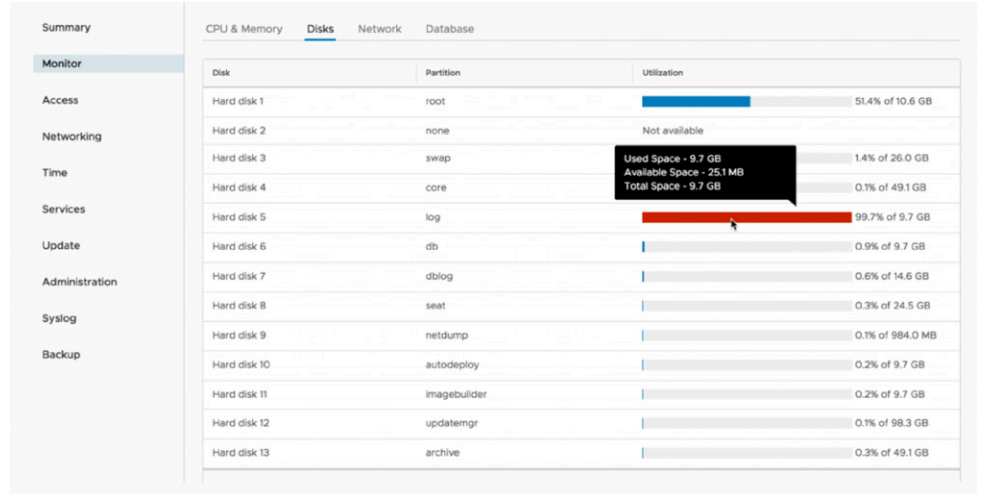 Summary
Monitor
Access
Networking
Time
Services
Update
Administration
Syslog
Backup
CPU & Memory Disks Network Database
Disk Partition Utilization
Hard disk 1 root 51.4% of 10.6 GB
Hard disk 2 none Not available
Hard disk 3 swap 1.4% of 26.0 GB
Used Space - 9.7 GB
Available Space - 25.1 MB
Total Space - 9.7 GB
Hard disk 4 core 0.1% of 49.1 GB
Hard disk 5 log 99.7% of 9.7 GB
Hard disk 6 db 0.9% of 9.7 GB
Hard disk 7 dblog 0.6% of 14.6 GB
Hard disk 8 seat 0.3% of 24.5 GB
Hard disk 9 netdump 0.1% of 984.0 MB
Hard disk 10 autodeploy 0.2% of 9.7 GB
Hard disk 11 imagebuilder 0.2% of 9.7 GB
Hard disk 12 updatemgr 0.1% of 98.3 GB
Hard disk 13 archive 0.3% of 49.1 GB